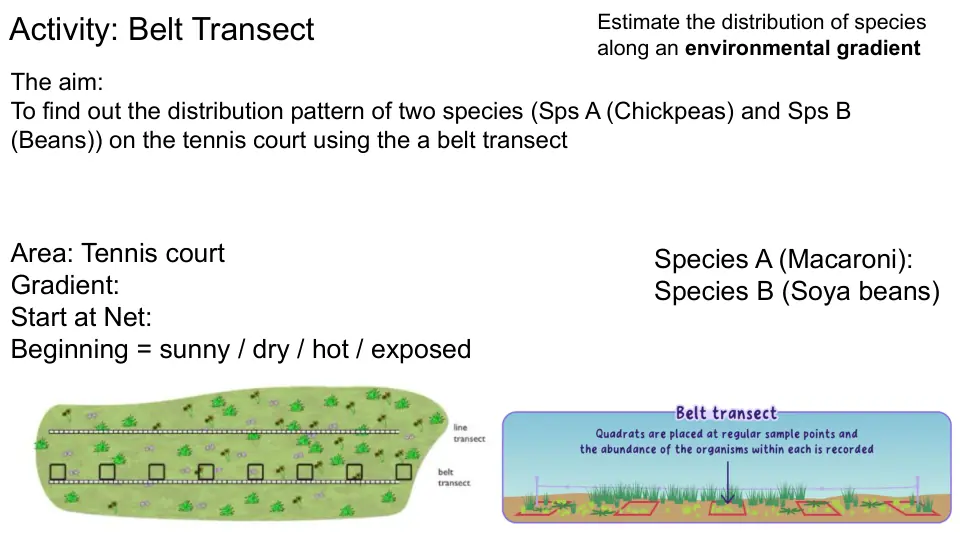 Activity: Belt Transect
Estimate the distribution of species
along an environmental gradient
The aim:
To find out the distribution pattern of two species (Sps A (Chickpeas) and Sps B
(Beans)) on the tennis court using the a belt transect
Area: Tennis court
Gradient:
Start at Net:
Beginning = sunny / dry / hot / exposed
Species A (Macaroni):
Species B (Soya beans)
line
transect
belt
transect
Belt transect
Quadrats are placed at regular sample points and
the abundance of the organisms within each is recorded